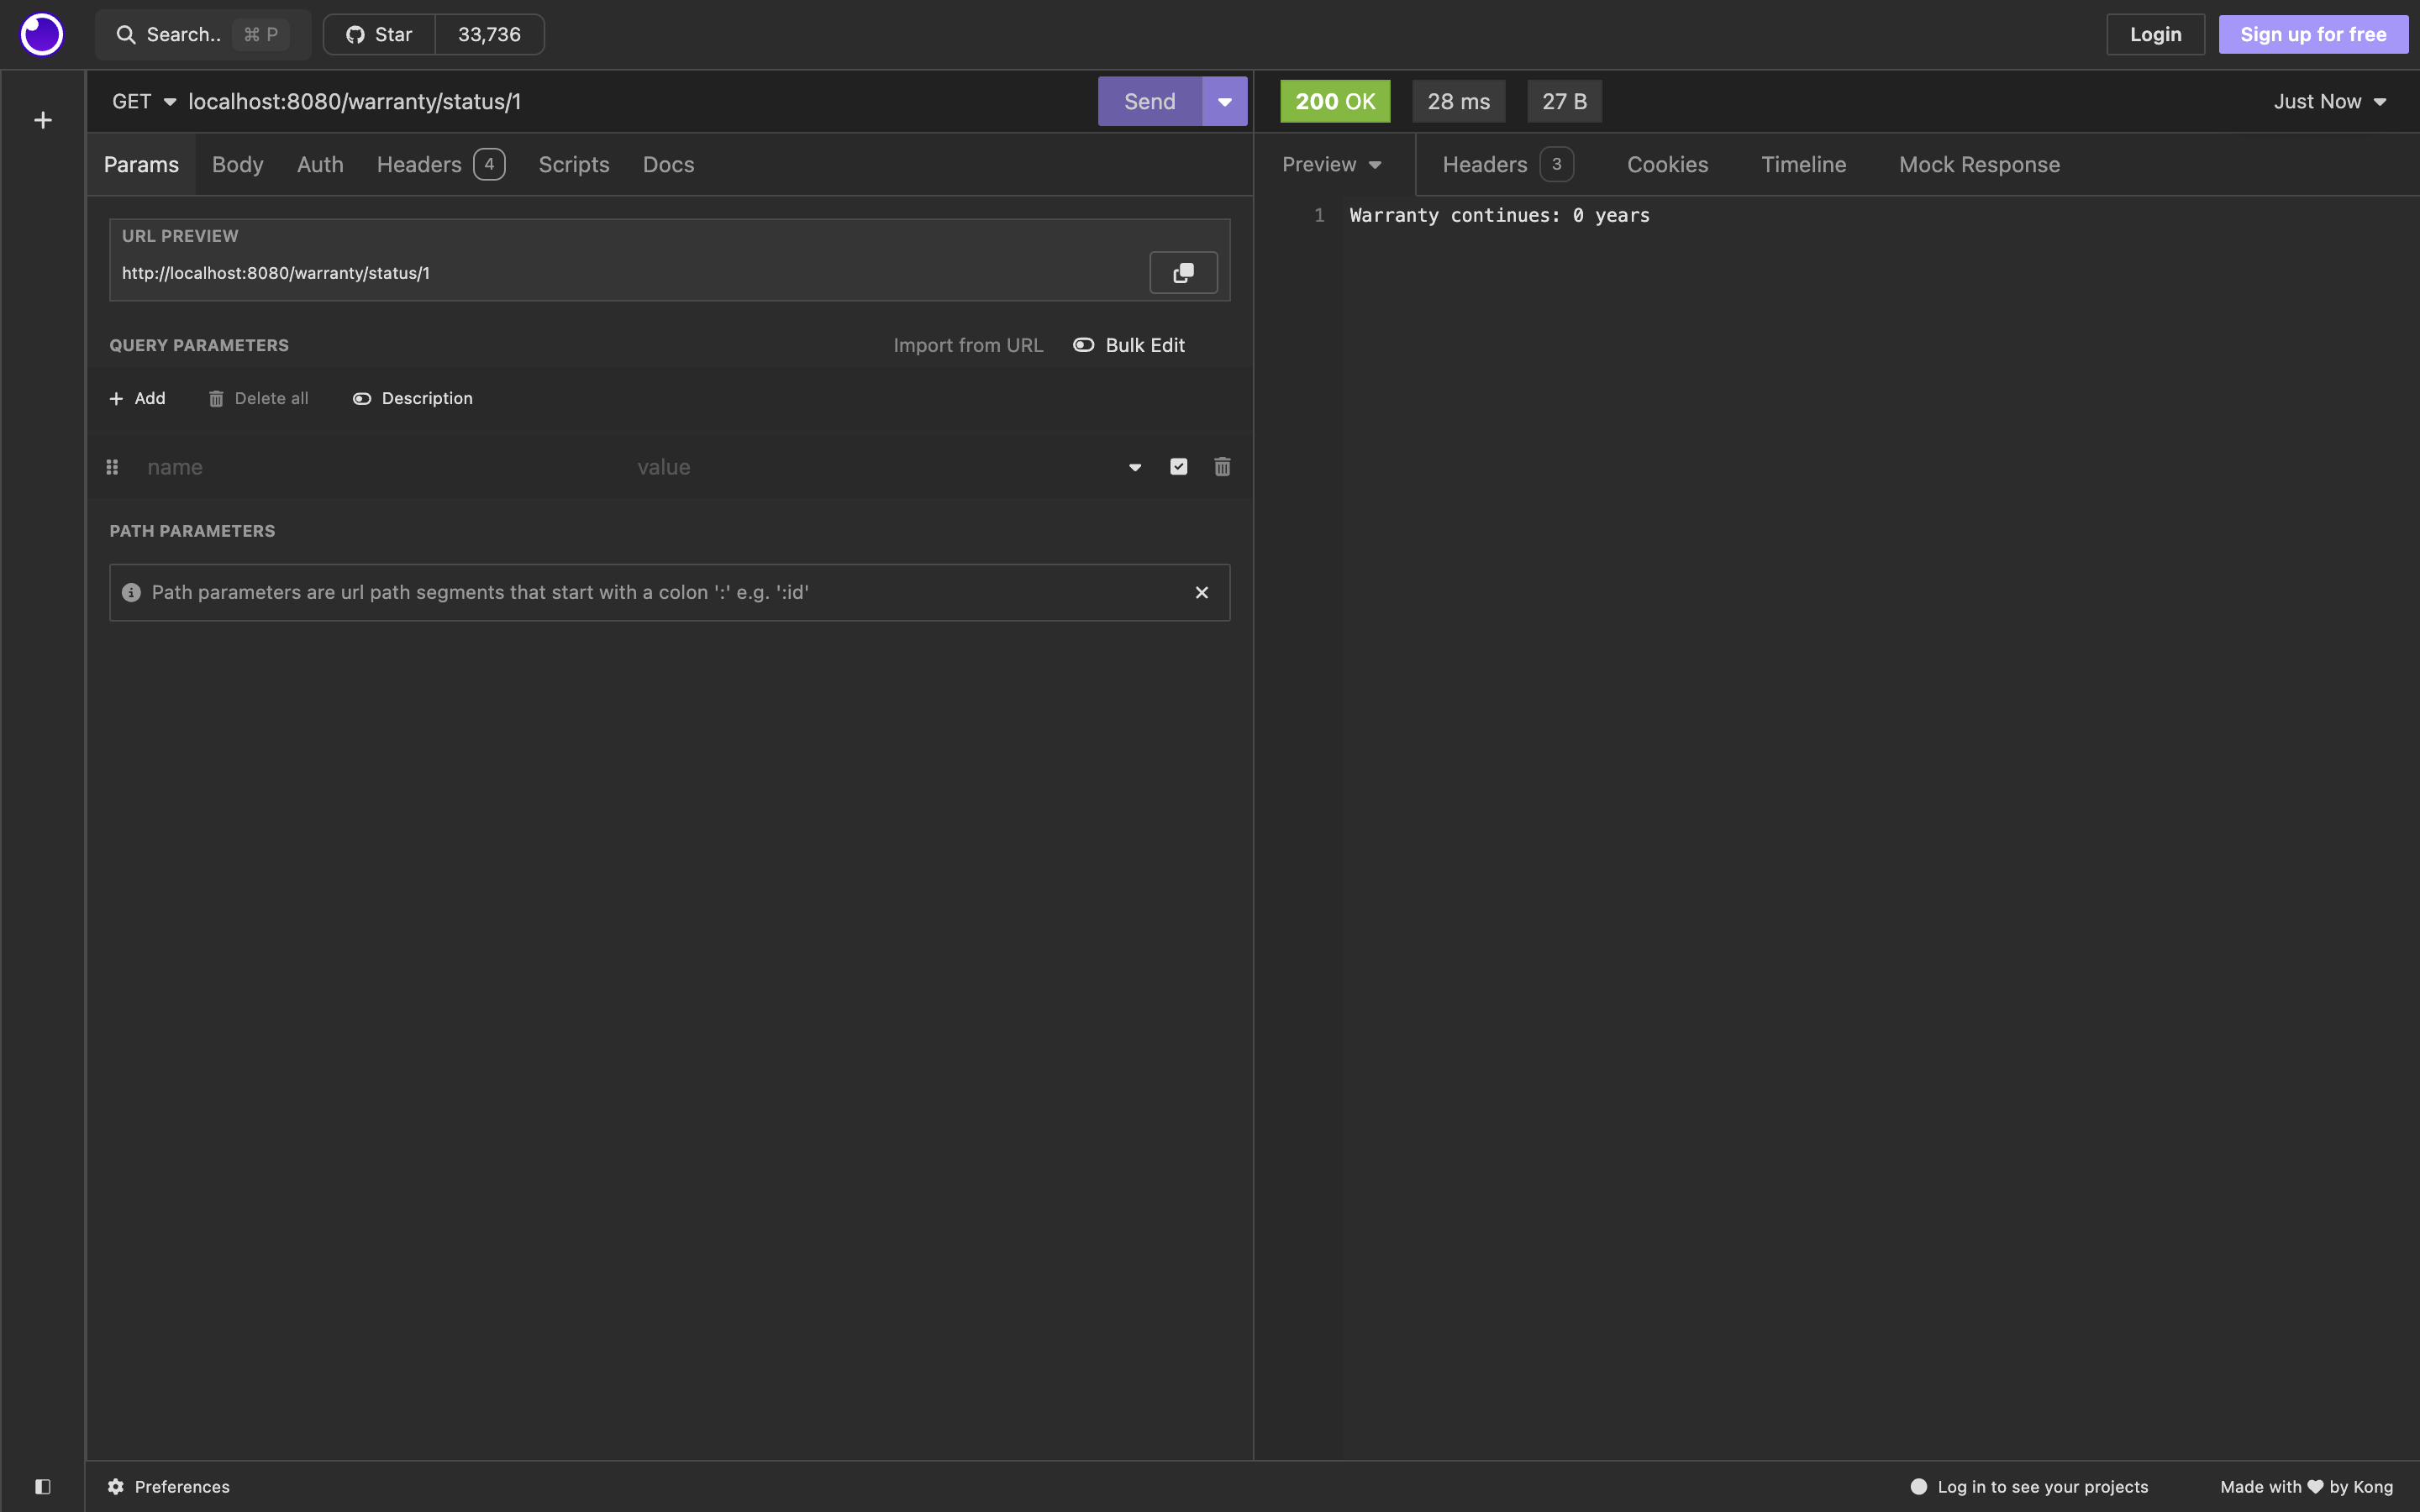 Search.. ⌘ P Star 33,736 Login Sign up for free
GET localhost:8080/warranty/status/1 Send 200 OK 28 ms 27 B Just Now
Params Body Auth Headers 4 Scripts Docs
Preview Headers 3 Cookies Timeline Mock Response
URL PREVIEW
http://localhost:8080/warranty/status/1
QUERY PARAMETERS Import from URL Bulk Edit
+ Add Delete all Description
name value
PATH PARAMETERS
Path parameters are url path segments that start with a colon ':' e.g. ':id'
1 Warranty continues: 0 years
Preferences Log in to see your projects Made with ♥ by Kong